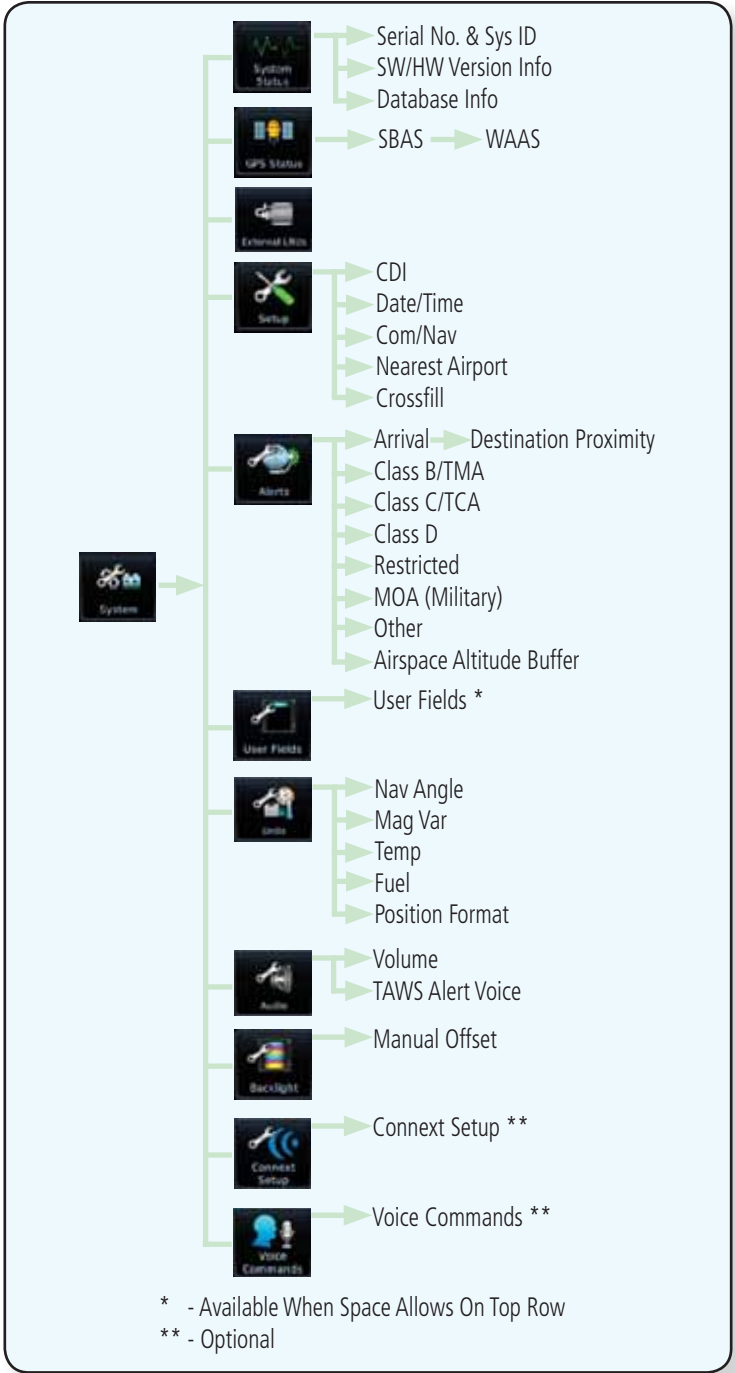 System
Status
Serial No. & Sys ID
SW/HW Version Info
Database Info
GPS Status
SBAS
WAAS
External LRUs
Setup
CDI
Date/Time
Com/Nav
Nearest Airport
Crossfill
Alerts
Arrival
Destination Proximity
Class B/TMA
Class C/TCA
Class D
Restricted
MOA (Military)
Other
Airspace Altitude Buffer
System
User Fields
User Fields *
Units
Nav Angle
Mag Var
Temp
Fuel
Position Format
Audio
Volume
TAWS Alert Voice
Backlight
Manual Offset
Connext
Setup
Connext Setup **
Voice
Commands
Voice Commands **
* - Available When Space Allows On Top Row
** - Optional